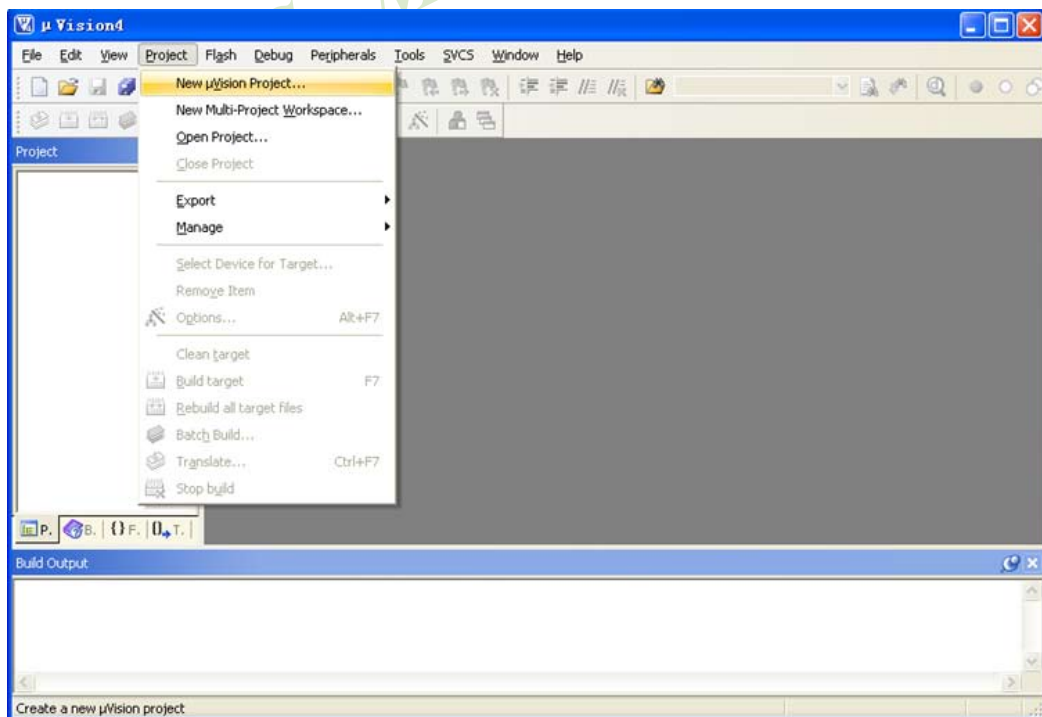 µ Vision4
File Edit View Project Flash Debug Peripherals Tools SVCS Window Help
New µVision Project...
New Multi-Project Workspace...
Open Project...
Close Project
Export
Manage
Select Device for Target...
Remove Item
Options... Alt+F7
Clean target
Build target F7
Rebuild all target files
Batch Build...
Translate... Ctrl+F7
Stop build
Project
P. B. {} F. 0 T.
Build Output
Create a new µVision project